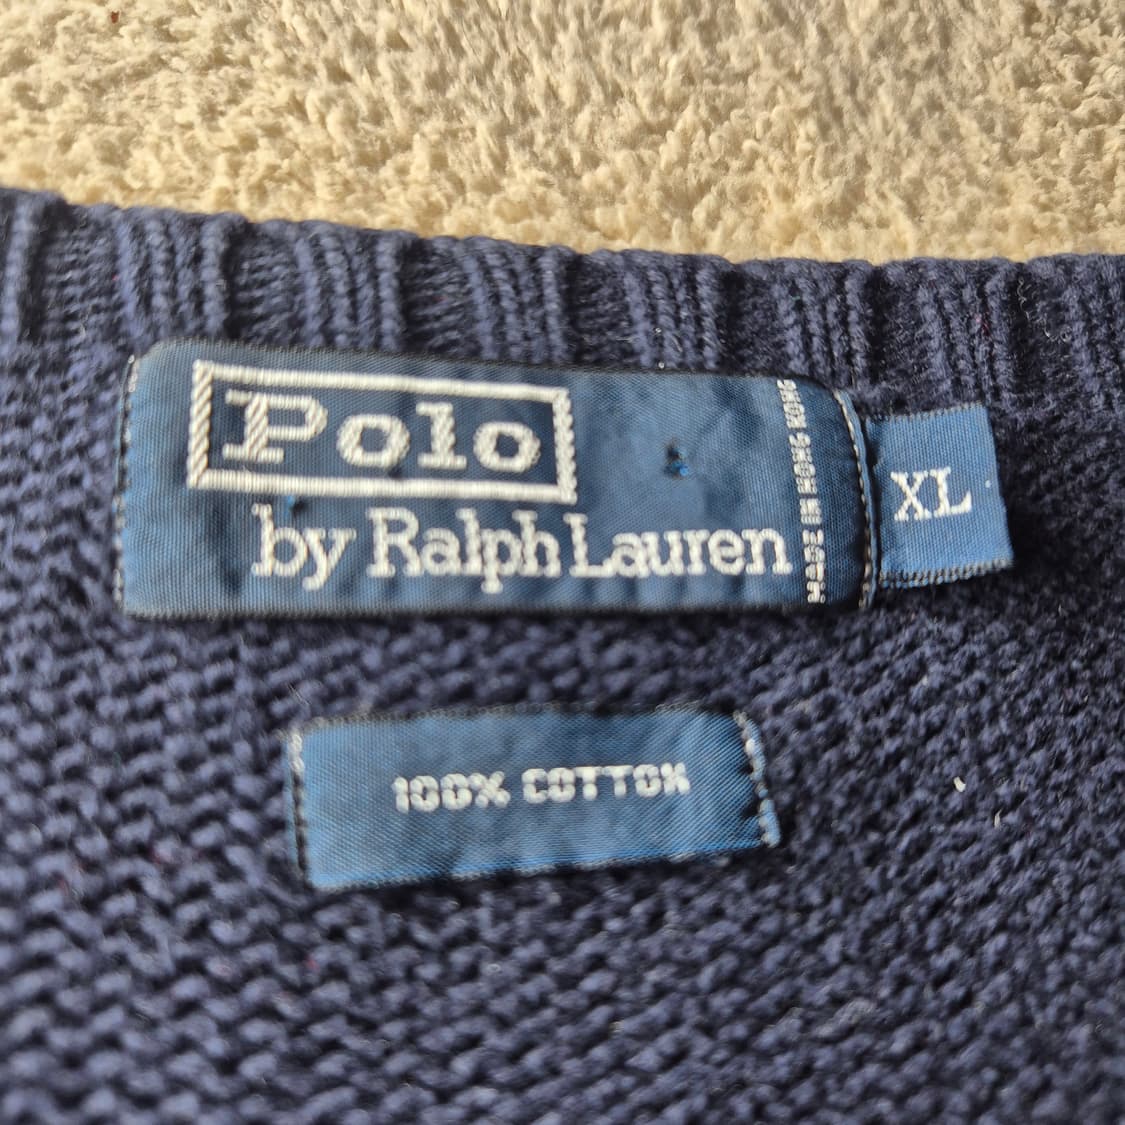 Polo
by Ralph Lauren
MADE IN HONG KONG
XL
100% COTTON